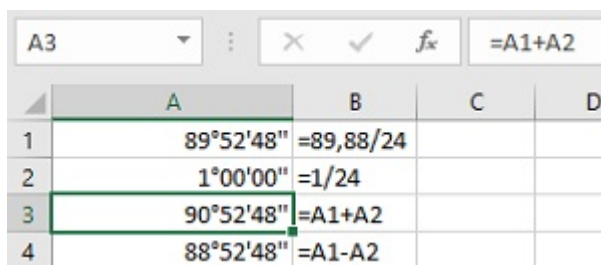 A3 fx =A1+A2
A B C D
1 89°52'48" =89,88/24
2 1°00'00" =1/24
3 90°52'48" =A1+A2
4 88°52'48" =A1-A2